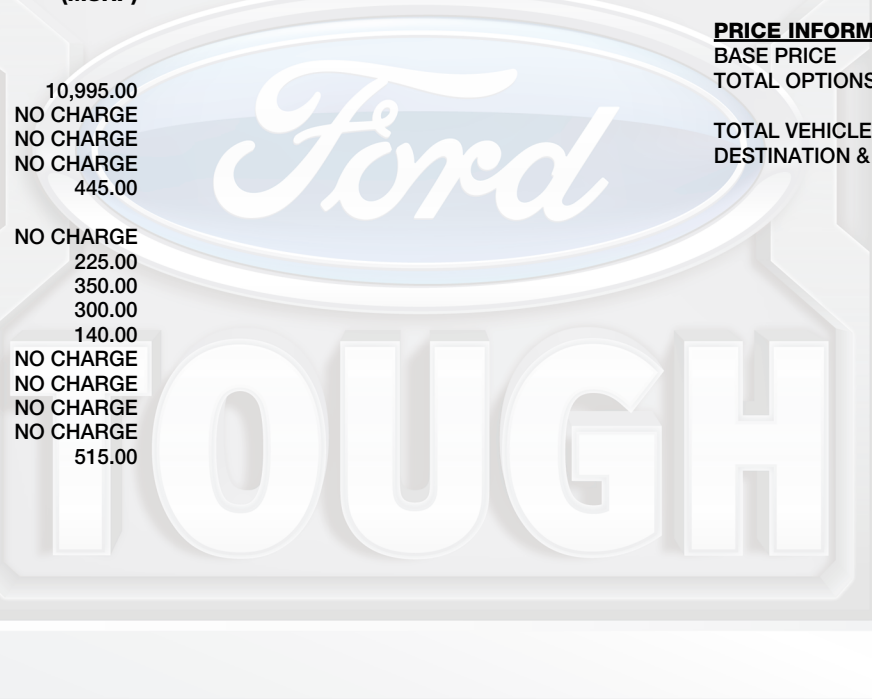 10,995.00
NO CHARGE
NO CHARGE
NO CHARGE
445.00
NO CHARGE
225.00
350.00
300.00
140.00
NO CHARGE
NO CHARGE
NO CHARGE
NO CHARGE
515.00
PRICE INFORM
BASE PRICE
TOTAL OPTIONS
TOTAL VEHICLE
DESTINATION &
Ford
TOUGH